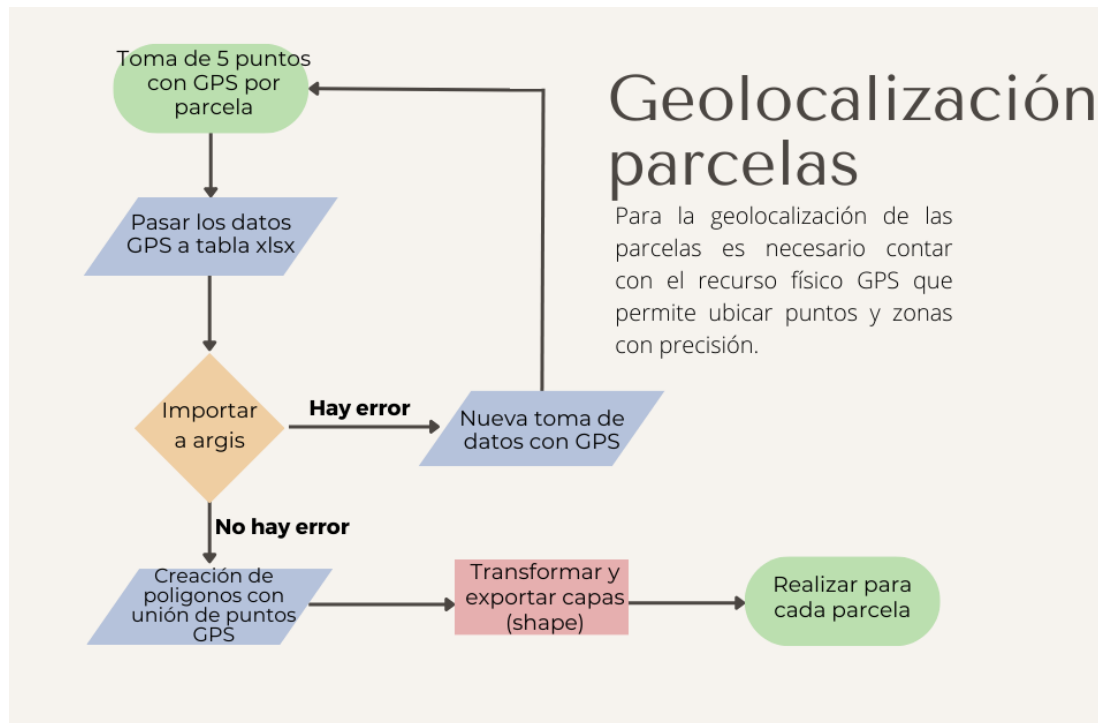 Toma de 5 puntos
con GPS por
parcela
Geolocalización
parcelas
Para la geolocalización de las
parcelas es necesario contar
con el recurso físico GPS que
permite ubicar puntos y zonas
con precisión.
Pasar los datos
GPS a tabla xlsx
Importar
a argis
Hay error
Nueva toma de
datos con GPS
No hay error
Creación de
poligonos con
unión de puntos
GPS
Transformar y
exportar capas
(shape)
Realizar para
cada parcela